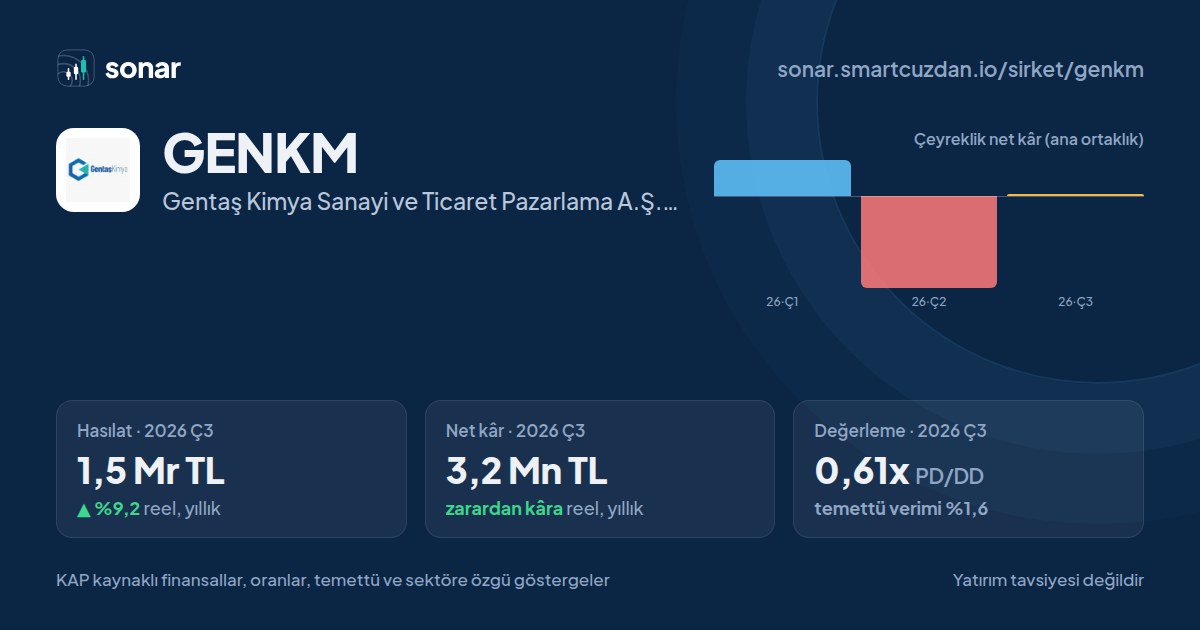 sonar
sonar.smartcuzdan.io/sirket/genkm
GentaşKimya
GENKM
Gentaş Kimya Sanayi ve Ticaret Pazarlama A.Ş.…
Çeyreklik net kâr (ana ortaklık)
26·Ç1
26·Ç2
26·Ç3
Hasılat · 2026 Ç3
1,5 Mr TL
▲ %9,2 reel, yıllık
Net kâr · 2026 Ç3
3,2 Mn TL
zarardan kâra reel, yıllık
Değerleme · 2026 Ç3
0,61x PD/DD
temettü verimi %1,6
KAP kaynaklı finansallar, oranlar, temettü ve sektöre özgü göstergeler
Yatırım tavsiyesi değildir